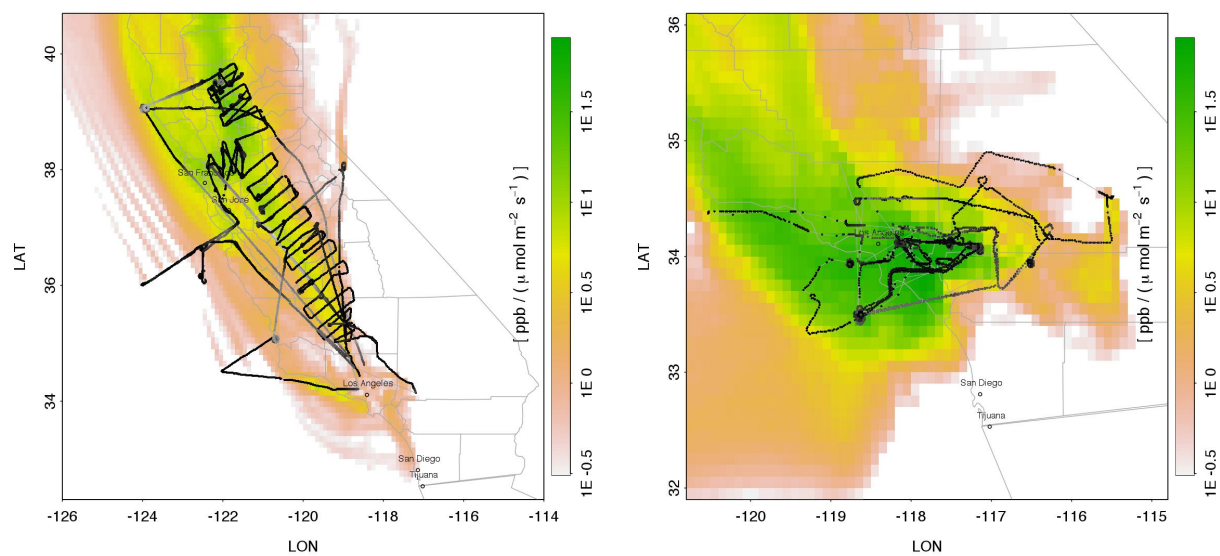 40
38
36
34
LAT
-126
-124
-122
-120
-118
-116
-114
LON
San Francisco
San Jose
Los Angeles
San Diego
Tijuana
1E-0.5
1E 0
1E 0.5
1E 1
1E 1.5
[ ppb / ( μ mol m⁻² s⁻¹ ) ]
36
35
34
33
32
LAT
-120
-119
-118
-117
-116
-115
LON
Los Angeles
San Diego
Tijuana
1E-0.5
1E 0
1E 0.5
1E 1
1E 1.5
[ ppb / ( μ mol m⁻² s⁻¹ ) ]